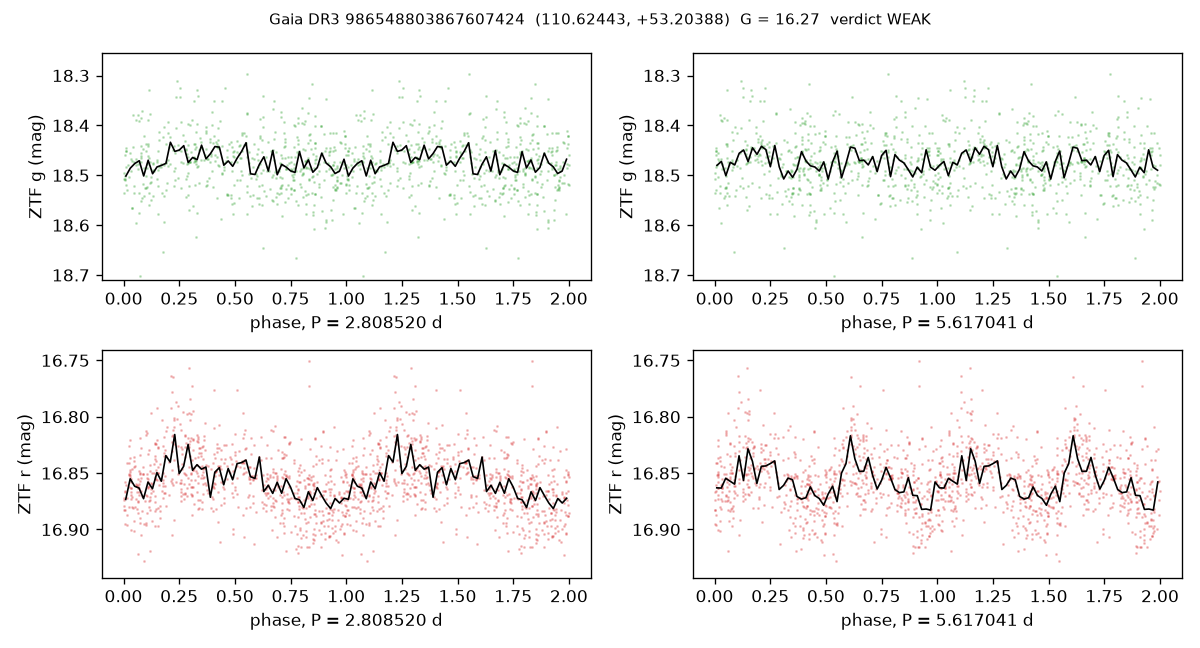 Gaia DR3 986548803867607424 (110.62443, +53.20388) G = 16.27 verdict WEAK
ZTF g (mag)
18.3
18.4
18.5
18.6
18.7
0.00 0.25 0.50 0.75 1.00 1.25 1.50 1.75 2.00
phase, P = 2.808520 d
ZTF g (mag)
18.3
18.4
18.5
18.6
18.7
0.00 0.25 0.50 0.75 1.00 1.25 1.50 1.75 2.00
phase, P = 5.617041 d
ZTF r (mag)
16.75
16.80
16.85
16.90
0.00 0.25 0.50 0.75 1.00 1.25 1.50 1.75 2.00
phase, P = 2.808520 d
ZTF r (mag)
16.75
16.80
16.85
16.90
0.00 0.25 0.50 0.75 1.00 1.25 1.50 1.75 2.00
phase, P = 5.617041 d